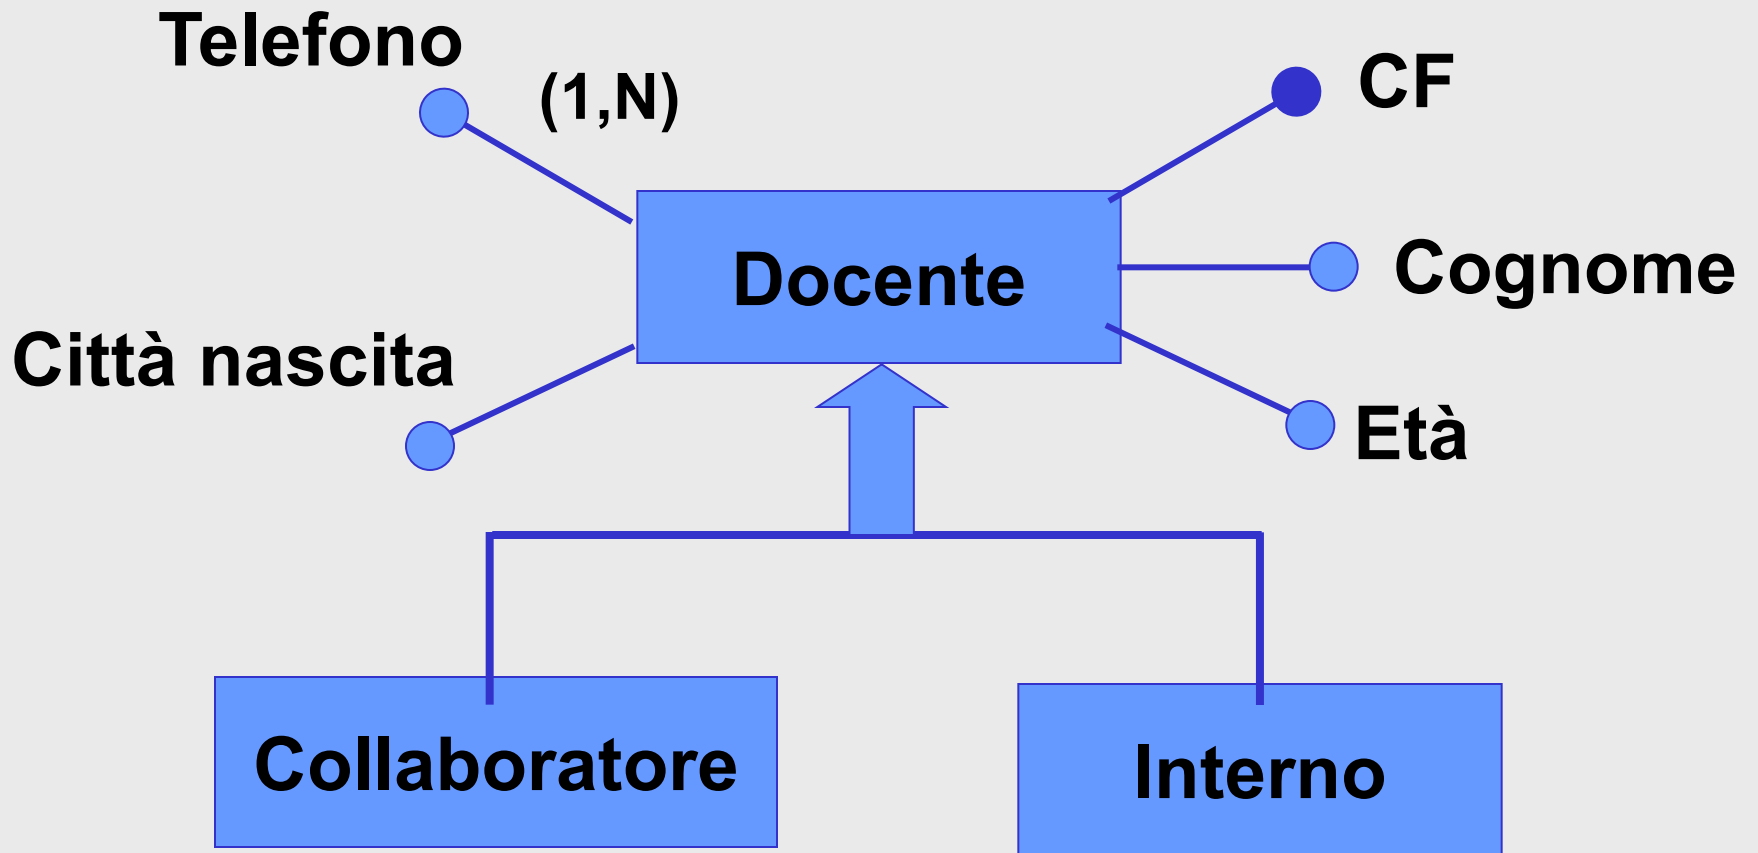 Telefono
(1,N)
CF
Docente
Cognome
Città nascita
Età
Collaboratore
Interno